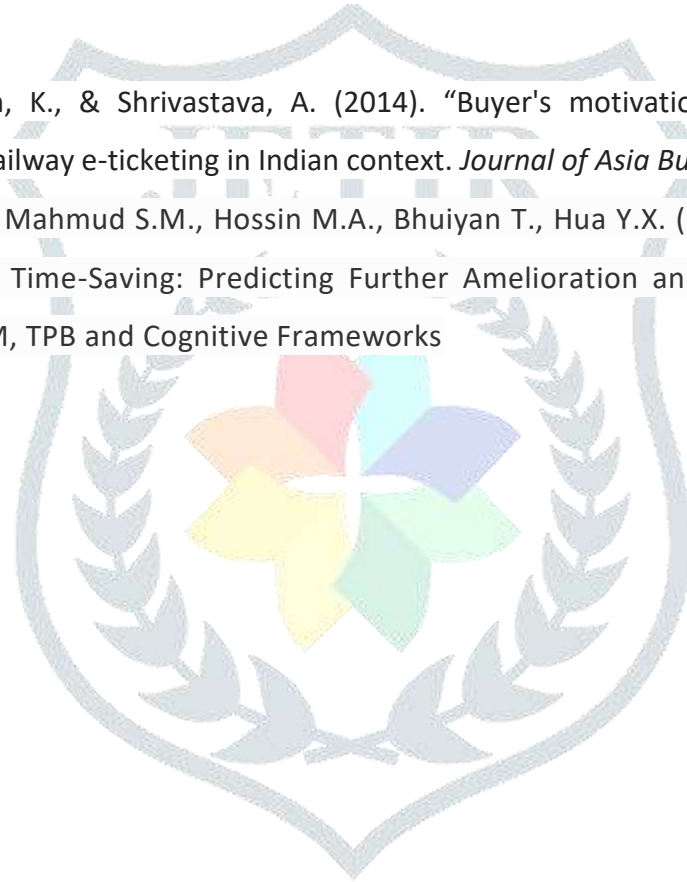 , K., & Shrivastava, A. (2014). “Buyer's motivatio
ailway e-ticketing in Indian context. Journal of Asia Bu
Mahmud S.M., Hossin M.A., Bhuiyan T., Hua Y.X. (
Time-Saving: Predicting Further Amelioration an
, TPB and Cognitive Frameworks
JETIR